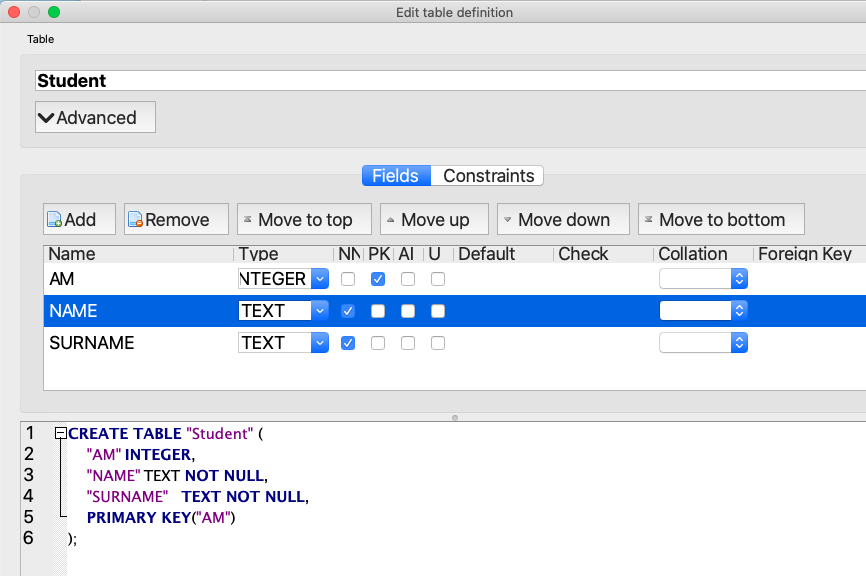 Edit table definition
Table
Student
Advanced
Fields Constraints
Add Remove Move to top Move up Move down Move to bottom
Name Type NN PK AI U Default Check Collation Foreign Key
AM NTEGER
NAME TEXT
SURNAME TEXT
1 CREATE TABLE "Student" (
2 "AM" INTEGER,
3 "NAME" TEXT NOT NULL,
4 "SURNAME" TEXT NOT NULL,
5 PRIMARY KEY("AM")
6 );